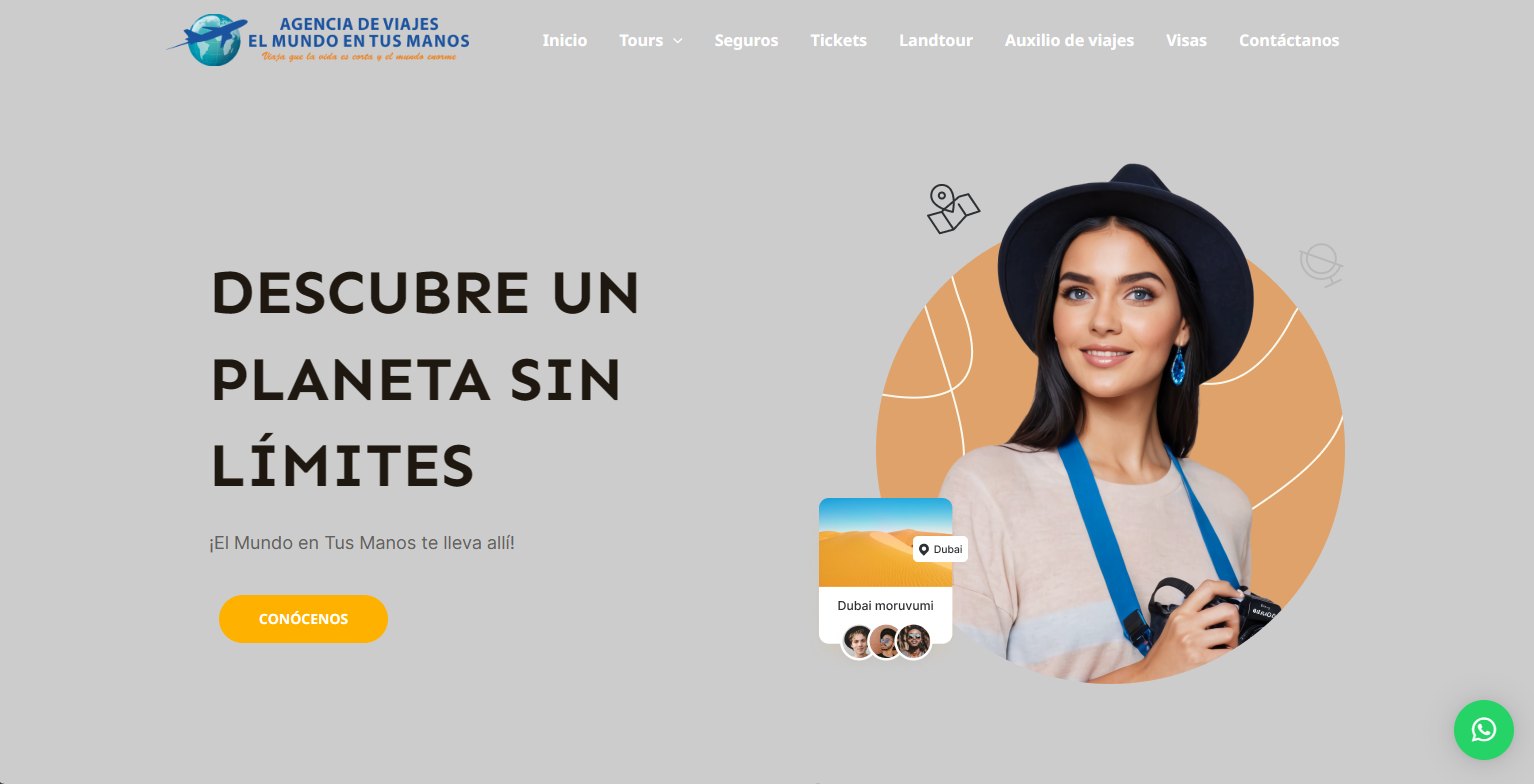 AGENCIA DE VIAJES
EL MUNDO EN TUS MANOS
Viaja que la vida es corta y el mundo enorme
Inicio
Tours
Seguros
Tickets
Landtour
Auxilio de viajes
Visas
Contáctanos
DESCUBRE UN
PLANETA SIN
LÍMITES
¡El Mundo en Tus Manos te lleva allí!
CONÓCENOS
Dubai
Dubai moruvumi